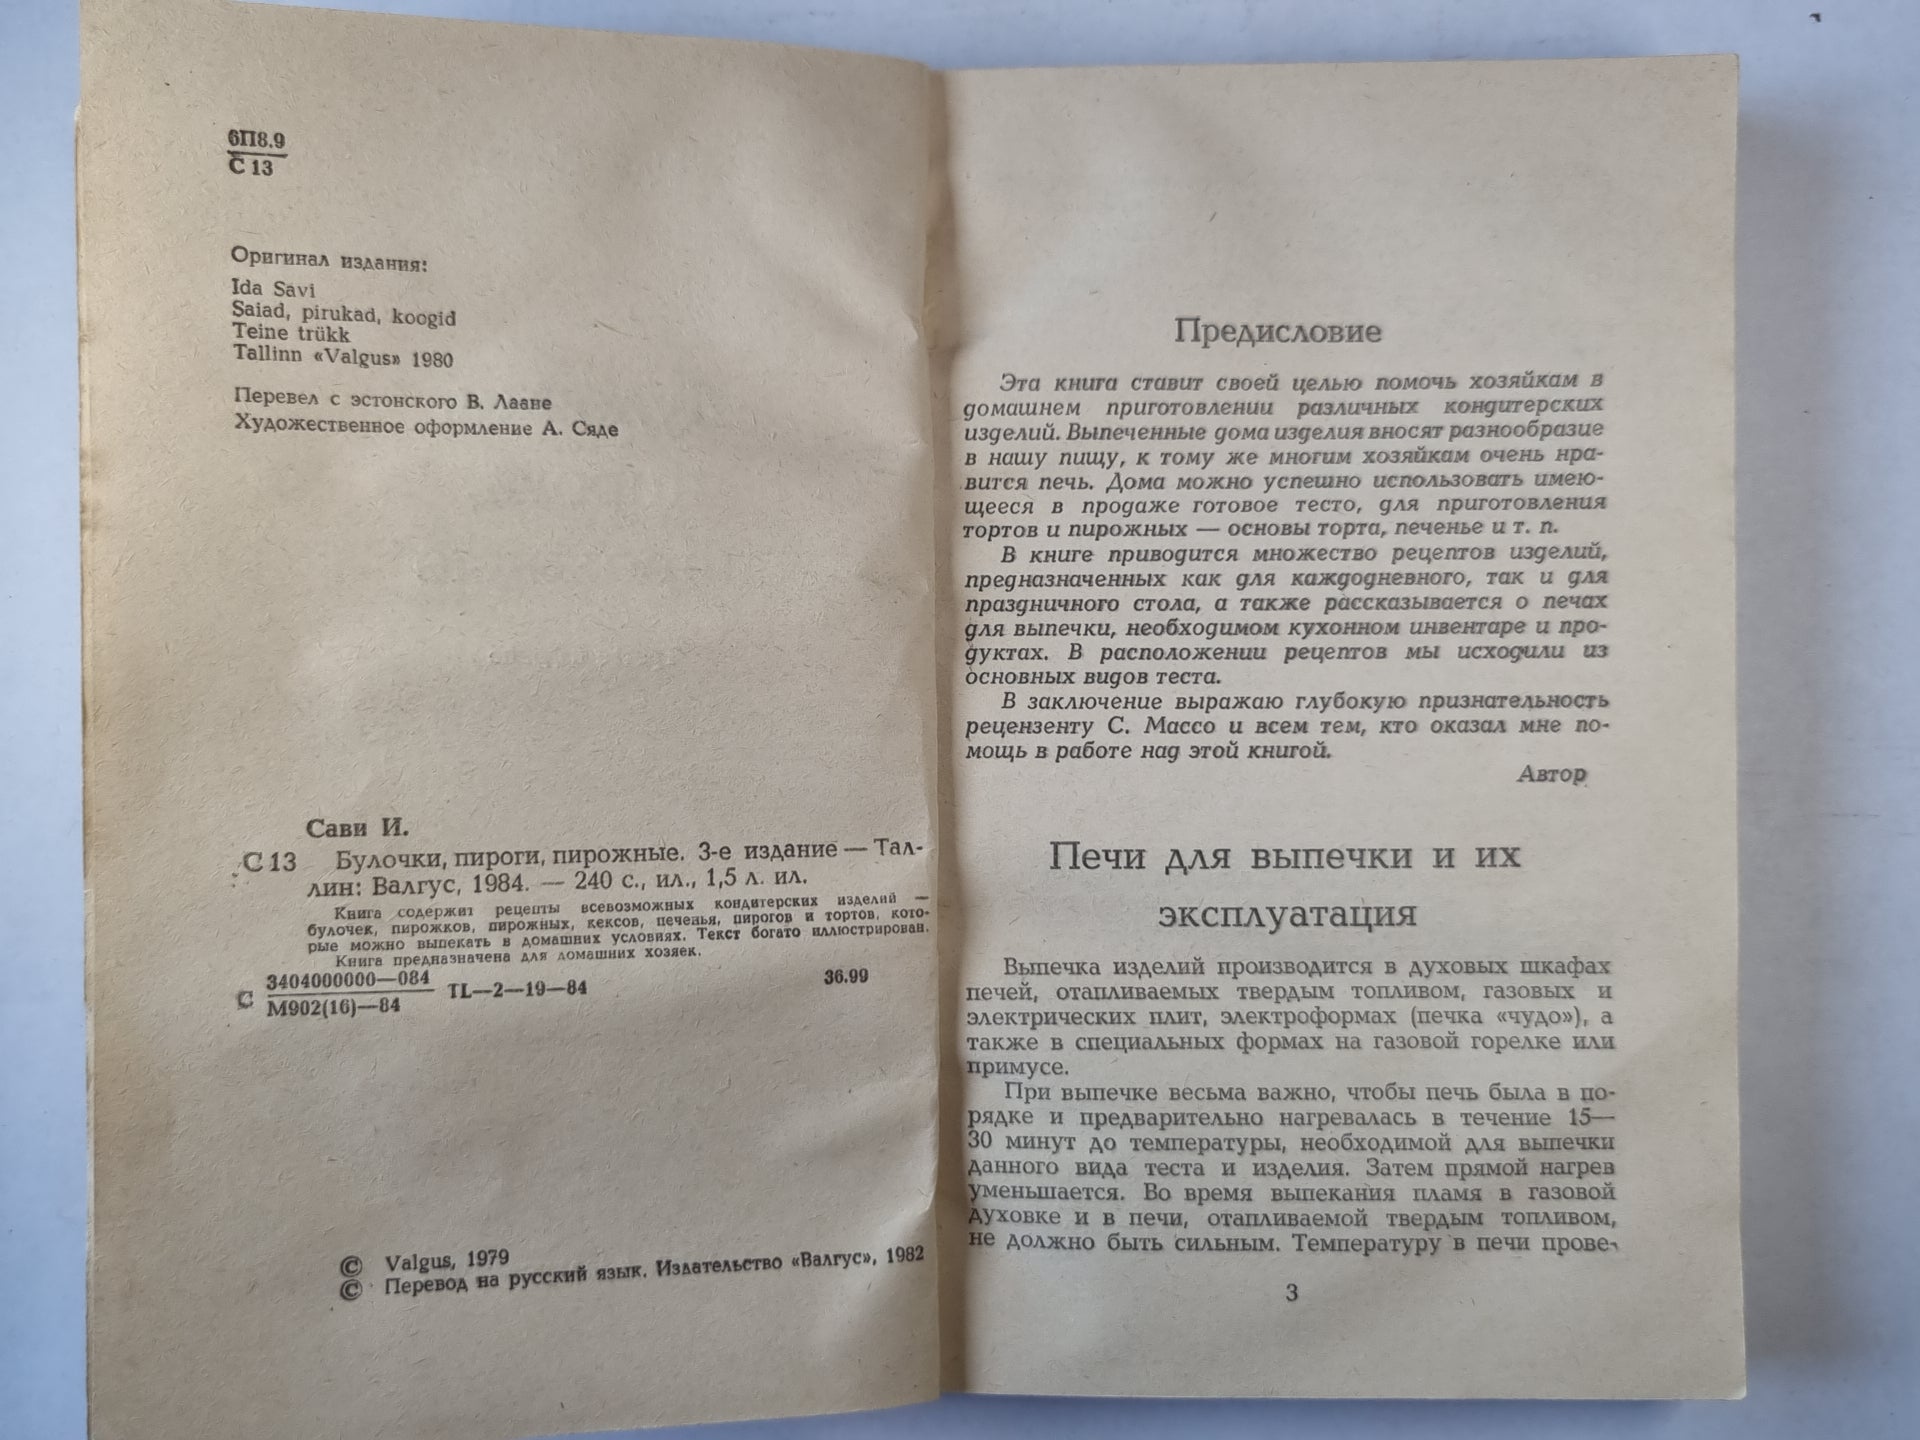 6П8.9
С 13
Оригинал издания:
Ida Savi
Saiad, pirukad, koogid
Teine trükk
Tallinn «Valgus» 1980
Перевел с эстонского В. Лаане
Художественное оформление А. Сяде
Сави И.
С 13 Булочки, пироги, пирожные. 3-е издание — Тал-
лин: Валгус, 1984. — 240 с., ил., 1,5 л. ил.
Книга содержит рецепты всевозможных кондитерских изделий —
булочек, пирожков, пирожных, кексов, печенья, пирогов и тортов, кото-
рые можно выпекать в домашних условиях. Текст богато иллюстрирован.
Книга предназначена для домашних хозяек.
С 3404000000—084 TL—2—19—84 36.99
М902(16)—84
© Valgus, 1979
© Перевод на русский язык. Издательство «Валгус», 1982
Предисловие
Эта книга ставит своей целью помочь хозяйкам в
домашнем приготовлении различных кондитерских
изделий. Выпеченные дома изделия вносят разнообразие
в нашу пищу, к тому же многим хозяйкам очень нра-
вится печь. Дома можно успешно использовать имею-
щееся в продаже готовое тесто, для приготовления
тортов и пирожных — основы торта, печенье и т. п.
В книге приводится множество рецептов изделий,
предназначенных как для каждодневного, так и для
праздничного стола, а также рассказывается о печах
для выпечки, необходимом кухонном инвентаре и про-
дуктах. В расположении рецептов мы исходили из
основных видов теста.
В заключение выражаю глубокую признательность
рецензенту С. Массо и всем тем, кто оказал мне по-
мощь в работе над этой книгой.
Автор
Печи для выпечки и их
эксплуатация
Выпечка изделий производится в духовых шкафах
печей, отапливаемых твердым топливом, газовых и
электрических плит, электроформах (печка «чудо»), а
также в специальных формах на газовой горелке или
примусе.
При выпечке весьма важно, чтобы печь была в по-
рядке и предварительно нагревалась в течение 15—
30 минут до температуры, необходимой для выпечки
данного вида теста и изделия. Затем прямой нагрев
уменьшается. Во время выпекания пламя в газовой
духовке и в печи, отапливаемой твердым топливом,
не должно быть сильным. Температуру в печи прове-
3